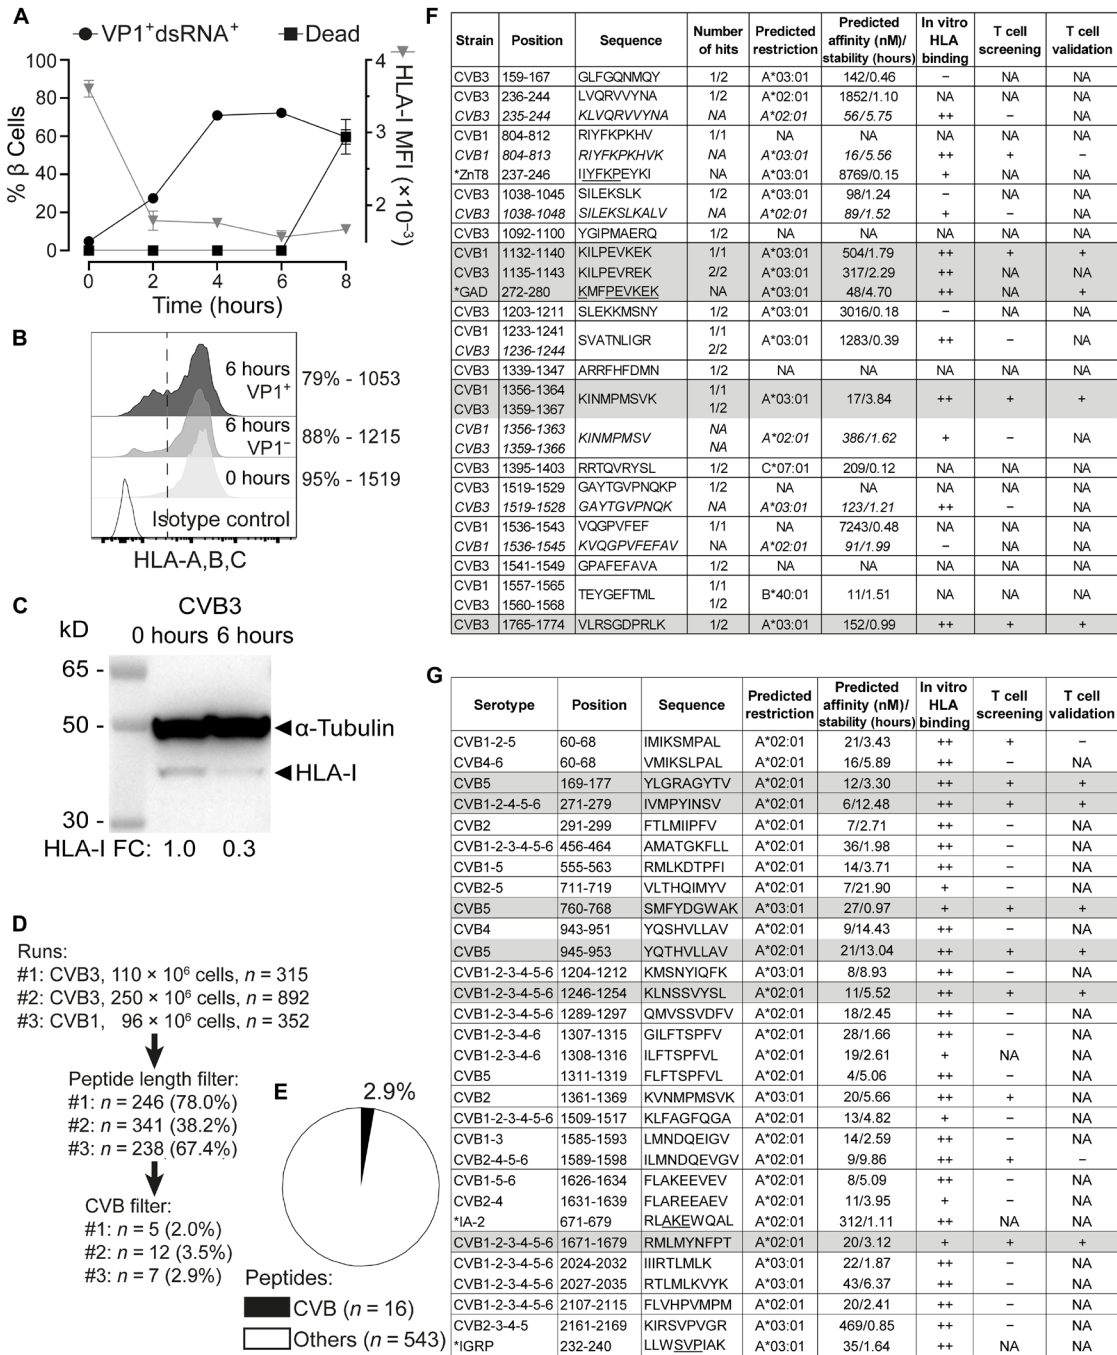 A
VP1+dsRNA+
Dead
HLA-I MFI (×10−3)
% β Cells
100
80
60
40
20
0
4
3
2
0 2 4 6 8
Time (hours)
B
6 hours VP1+ 79% - 1053
6 hours VP1− 88% - 1215
0 hours 95% - 1519
Isotype control
HLA-A,B,C
C
CVB3
kD 0 hours 6 hours
65 -
50 - α-Tubulin
HLA-I
30 -
HLA-I FC: 1.0 0.3
D
Runs:
#1: CVB3, 110 × 10^6 cells, n = 315
#2: CVB3, 250 × 10^6 cells, n = 892
#3: CVB1, 96 × 10^6 cells, n = 352
Peptide length filter:
#1: n = 246 (78.0%)
#2: n = 341 (38.2%)
#3: n = 238 (67.4%)
CVB filter:
#1: n = 5 (2.0%)
#2: n = 12 (3.5%)
#3: n = 7 (2.9%)
E
2.9%
Peptides:
CVB (n = 16)
Others (n = 543)
F
Strain Position Sequence Number of hits Predicted restriction Predicted affinity (nM)/ stability (hours) In vitro HLA binding T cell screening T cell validation
CVB3 159-167 GLFGQNMQY 1/2 A*03:01 142/0.46 − NA NA
CVB3 236-244 LVQRVVYNA 1/2 A*02:01 1852/1.10 NA NA NA
CVB3 235-244 KLVQRVVYNA NA A*02:01 56/5.75 ++ − NA
CVB1 804-812 RIYFKPKHV 1/1 NA NA NA NA NA
CVB1 804-813 RIYFKPKHVK NA A*03:01 16/5.56 ++ + −
*ZnT8 237-246 IIYFKPEYKI NA A*03:01 8769/0.15 + NA NA
CVB3 1038-1045 SILEKSLK 1/2 A*03:01 98/1.24 − NA NA
CVB3 1038-1048 SILEKSLKALV NA A*02:01 89/1.52 + − NA
CVB3 1092-1100 YGIPMAERQ 1/2 NA NA NA NA NA
CVB1 1132-1140 KILPEVKEK 1/1 A*03:01 504/1.79 ++ + +
CVB3 1135-1143 KILPEVREK 2/2 A*03:01 317/2.29 ++ NA NA
*GAD 272-280 KMFPEVKEK NA A*03:01 48/4.70 ++ NA +
CVB3 1203-1211 SLEKKMSNY 1/2 A*03:01 3016/0.18 − NA NA
CVB1 1233-1241 1/1
SVATNLIGR A*03:01 1283/0.39 ++ − NA
CVB3 1236-1244 2/2
CVB3 1339-1347 ARRFHFDMN 1/2 NA NA NA NA NA
CVB1 1356-1364 1/1
KINMPMSVK A*03:01 17/3.84 ++ + +
CVB3 1359-1367 1/2
CVB1 1356-1363 NA
KINMPMSV A*02:01 386/1.62 + − NA
CVB3 1359-1366 NA
CVB3 1395-1403 RRTQVRYSL 1/2 C*07:01 209/0.12 NA NA NA
CVB3 1519-1529 GAYTGVPNQKP 1/2 NA NA NA NA NA
CVB3 1519-1528 GAYTGVPNQK NA A*03:01 123/1.21 ++ − NA
CVB1 1536-1543 VQGPVFEF 1/1 NA 7243/0.48 NA NA NA
CVB1 1536-1545 KVQGPVFEFAV NA A*02:01 91/1.99 − NA NA
CVB3 1541-1549 GPAFEFAVA 1/2 NA NA NA NA NA
CVB1 1557-1565 1/1
TEYGEFTML B*40:01 11/1.51 NA NA NA
CVB3 1560-1568 1/2
CVB3 1765-1774 VLRSGDPRLK 1/2 A*03:01 152/0.99 ++ + +
G
Serotype Position Sequence Predicted restriction Predicted affinity (nM)/ stability (hours) In vitro HLA binding T cell screening T cell validation
CVB1-2-5 60-68 IMIKSMPAL A*02:01 21/3.43 ++ + −
CVB4-6 60-68 VMIKSLPAL A*02:01 16/5.89 ++ − NA
CVB5 169-177 YLGRAGYTV A*02:01 12/3.30 ++ + +
CVB1-2-4-5-6 271-279 IVMPYINSV A*02:01 6/12.48 ++ + +
CVB2 291-299 FTLMIIPFV A*02:01 7/2.71 ++ − NA
CVB1-2-3-4-5-6 456-464 AMATGKFLL A*02:01 36/1.98 ++ − NA
CVB1-5 555-563 RMLKDTPFI A*02:01 14/3.71 ++ − NA
CVB2-5 711-719 VLTHQIMYV A*02:01 7/21.90 + − NA
CVB5 760-768 SMFYDGWAK A*03:01 27/0.97 + + +
CVB4 943-951 YQSHVLLAV A*02:01 9/14.43 ++ − NA
CVB5 945-953 YQTHVLLAV A*02:01 21/13.04 ++ + +
CVB1-2-3-4-5-6 1204-1212 KMSNYIQFK A*03:01 8/8.93 ++ − NA
CVB1-2-3-4-5-6 1246-1254 KLNSSVYSL A*02:01 11/5.52 ++ + +
CVB1-2-3-4-5-6 1289-1297 QMVSSVDFV A*02:01 18/2.45 ++ − NA
CVB1-2-3-4-6 1307-1315 GILFTSPFV A*02:01 28/1.66 ++ − NA
CVB1-2-3-4-6 1308-1316 ILFTSPFVL A*02:01 19/2.61 + NA NA
CVB5 1311-1319 FLFTSPFVL A*02:01 4/5.06 ++ − NA
CVB2 1361-1369 KVNMPMSVK A*03:01 20/5.66 ++ + NA
CVB1-2-3-4-5-6 1509-1517 KLFAGFQGA A*02:01 13/4.82 + − NA
CVB1-3 1585-1593 LMNDQEIGV A*02:01 14/2.59 ++ − NA
CVB2-4-5-6 1589-1598 ILMNDQEVGV A*02:01 9/9.86 ++ + −
CVB1-5-6 1626-1634 FLAKEEVEV A*02:01 8/5.09 ++ − NA
CVB2-4 1631-1639 FLAREEAEV A*02:01 11/3.95 + − NA
*IA-2 671-679 RLAKEWQAL A*02:01 312/1.11 ++ NA NA
CVB1-2-3-4-5-6 1671-1679 RMLMYNFPT A*02:01 20/3.12 + + +
CVB1-2-3-4-5-6 2024-2032 IIIRTLMLK A*03:01 22/1.87 ++ − NA
CVB1-2-3-4-5-6 2027-2035 RTLMLKVYK A*03:01 43/6.37 ++ − NA
CVB1-2-3-4-5-6 2107-2115 FLVHPVMPM A*02:01 20/2.41 ++ − NA
CVB2-3-4-5 2161-2169 KIRSVPVGR A*03:01 469/0.85 ++ − NA
*IGRP 232-240 LLWSVPIAK A*03:01 35/1.64 ++ NA NA